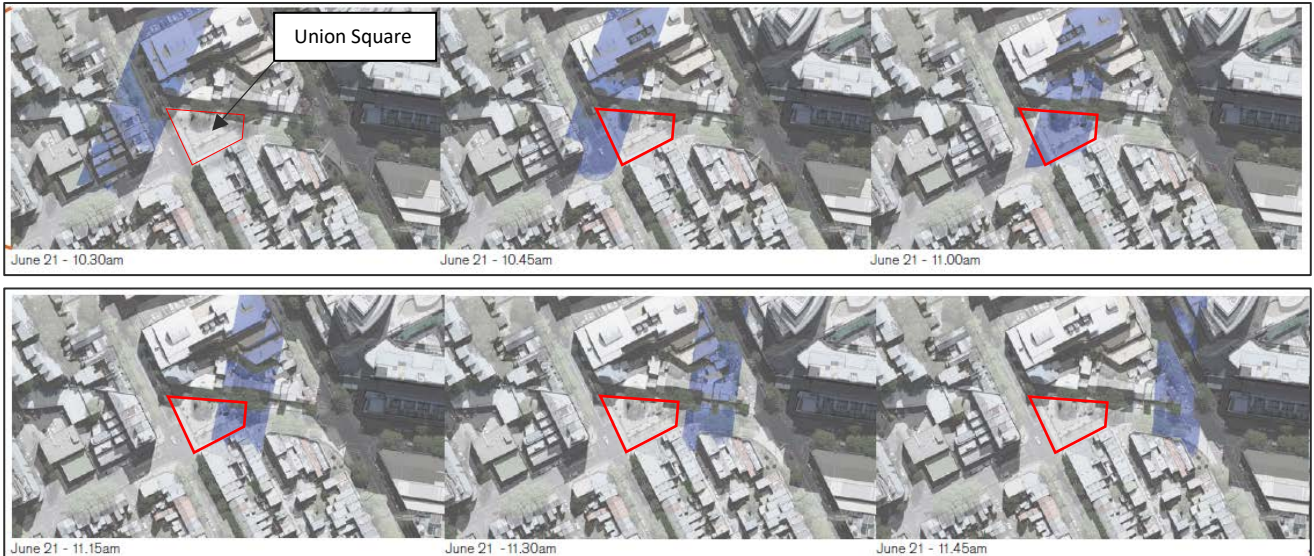 Union Square
June 21 - 10.30am
June 21 - 10.45am
June 21 - 11.00am
June 21 - 11.15am
June 21 -11.30am
June 21 - 11.45am